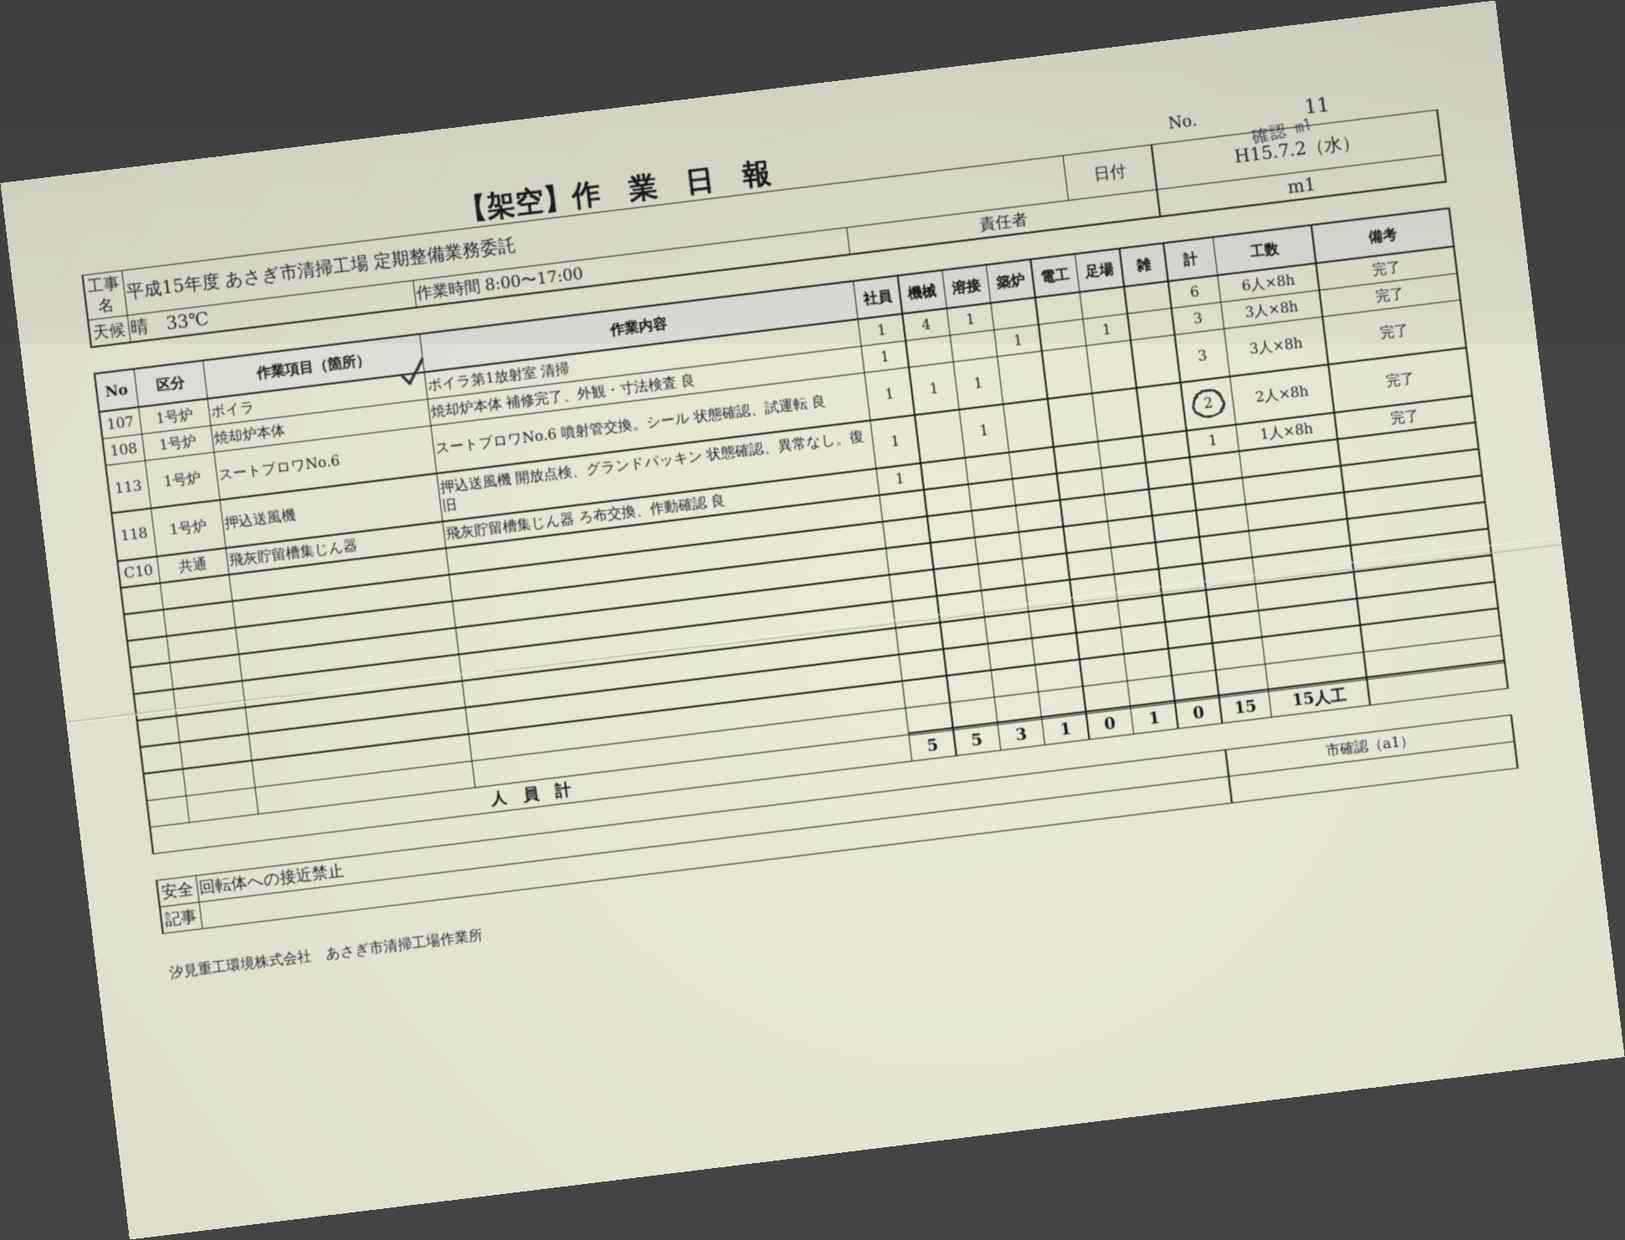 No. 11
確認 m1
【架空】作 業 日 報
工事名 平成15年度 あさぎ市清掃工場 定期整備業務委託 日付 H15.7.2（水）
天候 晴 33℃ 作業時間 8:00〜17:00 責任者 m1
No 区分 作業項目（箇所） 作業内容 社員 機械 溶接 築炉 電工 足場 雑 計 工数 備考
107 1号炉 ボイラ ボイラ第1放射室 清掃 1 4 1 6 6人×8h 完了
108 1号炉 焼却炉本体 焼却炉本体 補修完了、外観・寸法検査 良 1 1 1 3 3人×8h 完了
113 1号炉 スートブロワNo.6 スートブロワNo.6 噴射管交換。シール 状態確認、試運転 良 1 1 1 3 3人×8h 完了
118 1号炉 押込送風機 押込送風機 開放点検、グランドパッキン 状態確認、異常なし。復旧 1 1 2 2人×8h 完了
C10 共通 飛灰貯留槽集じん器 飛灰貯留槽集じん器 ろ布交換、作動確認 良 1 1 1人×8h 完了
人 員 計 5 5 3 1 0 1 0 15 15人工
安全 回転体への接近禁止 市確認（a1）
記事
汐見重工環境株式会社 あさぎ市清掃工場作業所